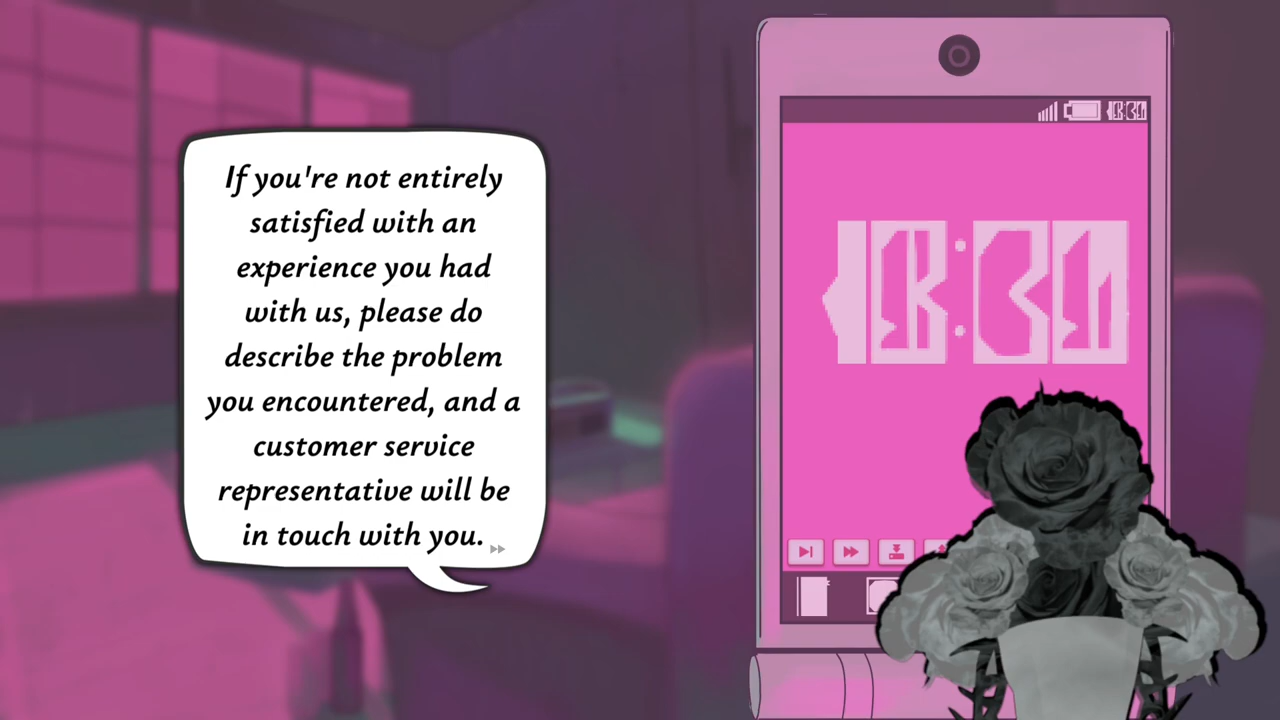 If you're not entirely
satisfied with an
experience you had
with us, please do
describe the problem
you encountered, and a
customer service
representative will be
in touch with you.